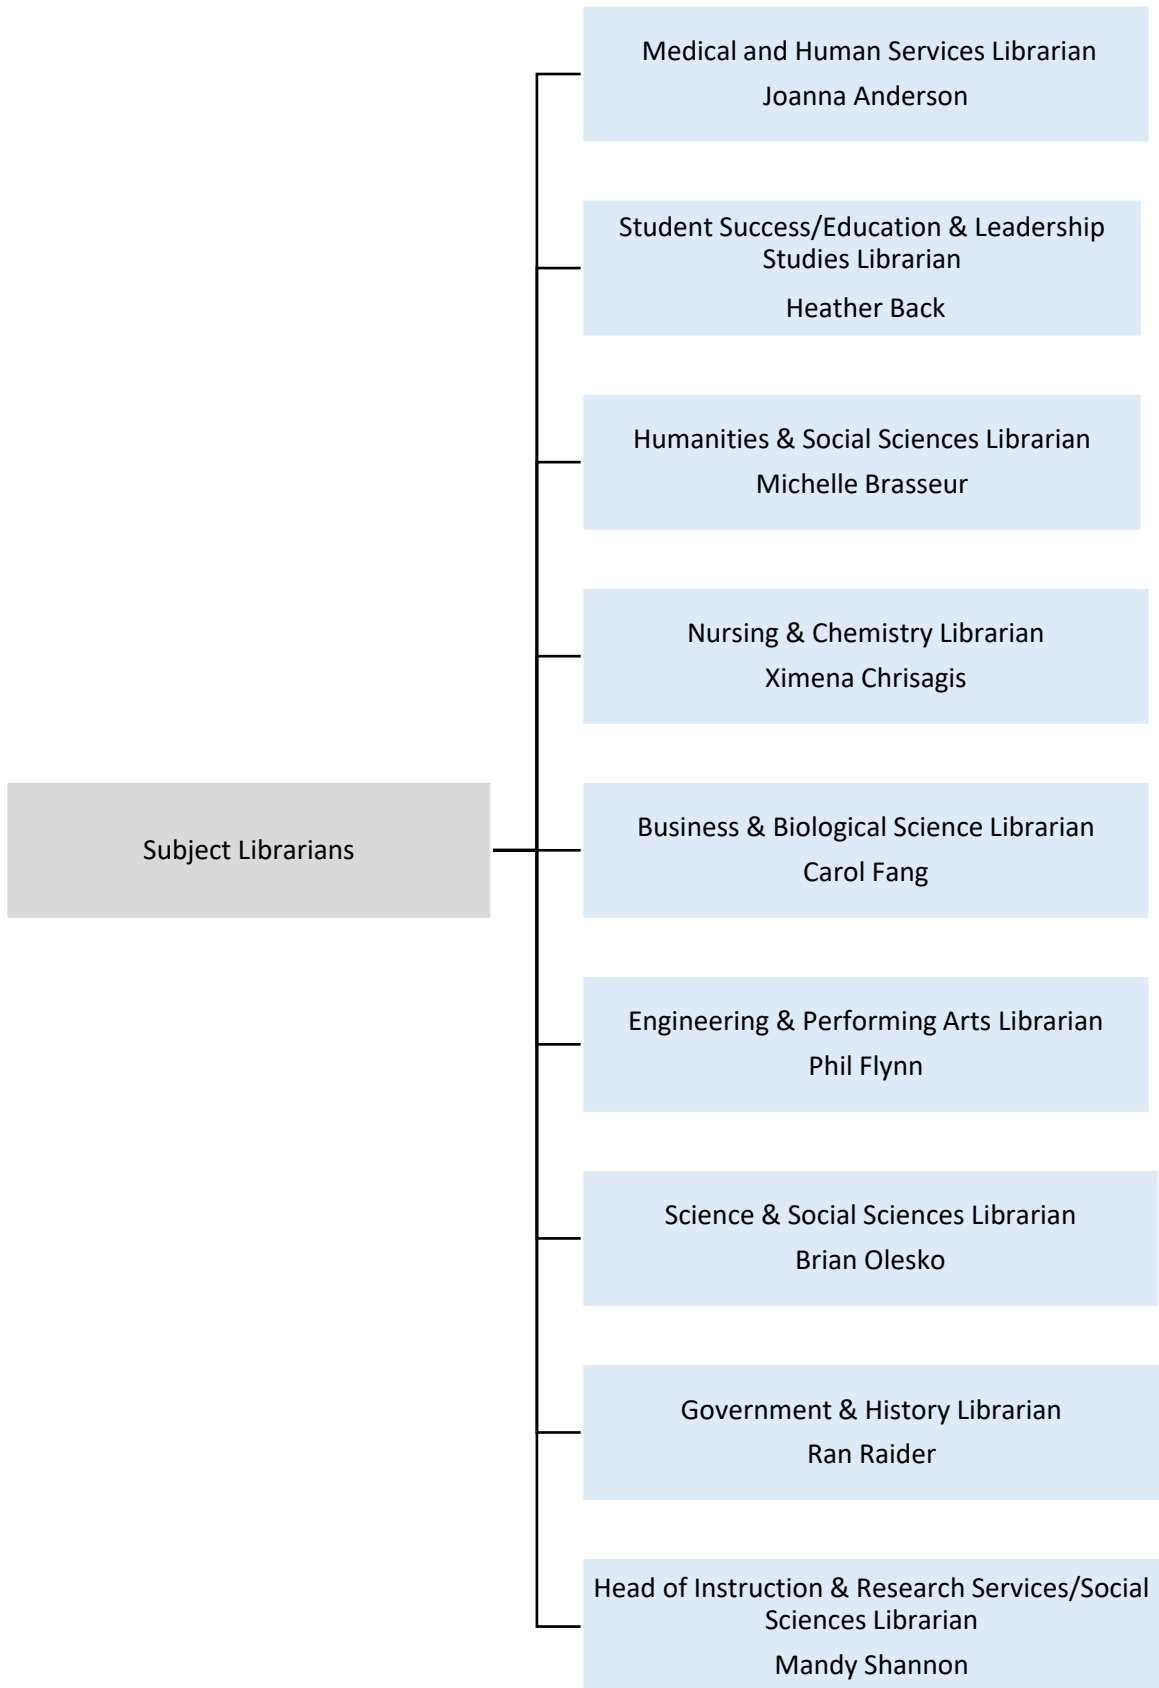 Medical and Human Services Librarian
Joanna Anderson
Student Success/Education & Leadership
Studies Librarian
Heather Back
Humanities & Social Sciences Librarian
Michelle Brasseur
Nursing & Chemistry Librarian
Ximena Chrisagis
Subject Librarians
Business & Biological Science Librarian
Carol Fang
Engineering & Performing Arts Librarian
Phil Flynn
Science & Social Sciences Librarian
Brian Olesko
Government & History Librarian
Ran Raider
Head of Instruction & Research Services/Social
Sciences Librarian
Mandy Shannon